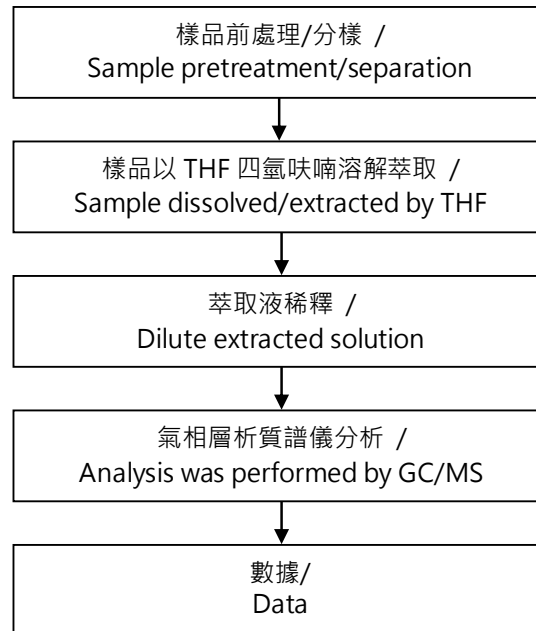 樣品前處理/分樣 /
Sample pretreatment/separation
樣品以 THF 四氫呋喃溶解萃取 /
Sample dissolved/extracted by THF
萃取液稀釋 /
Dilute extracted solution
氣相層析質譜儀分析 /
Analysis was performed by GC/MS
數據/
Data